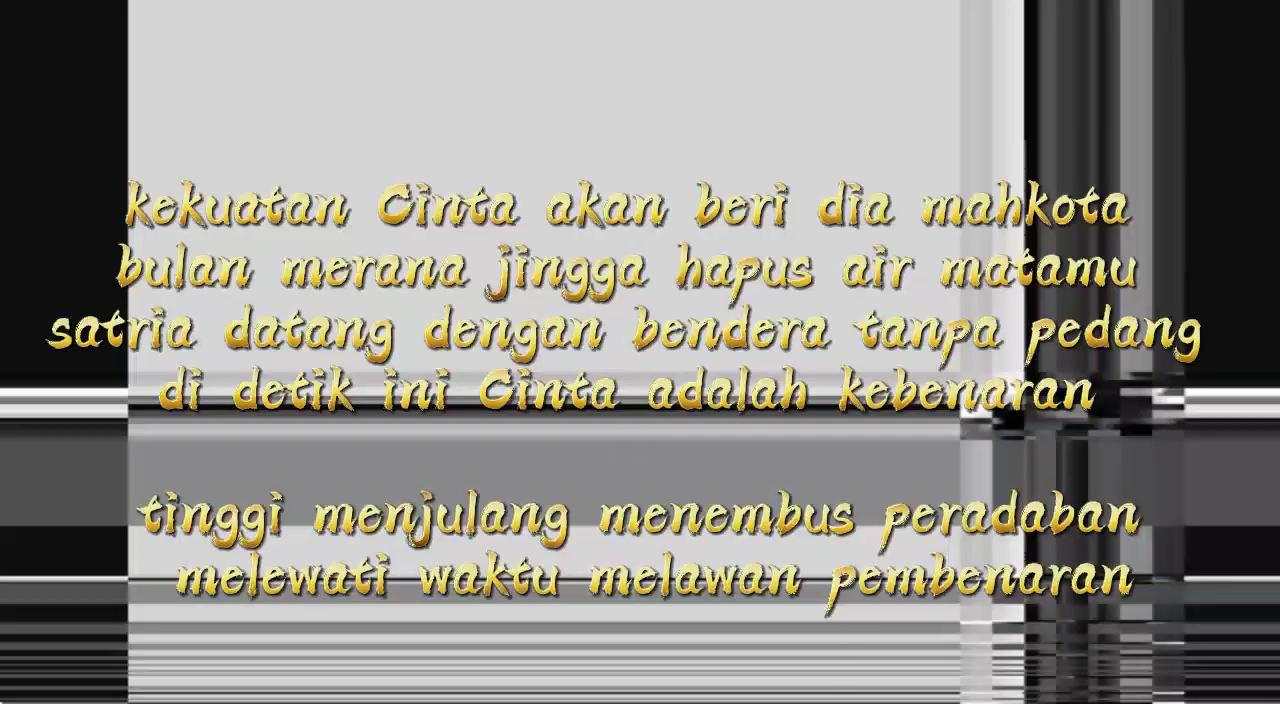 kekuatan Cinta akan beri dia mahkota
bulan merana jingga hapus air matamu
satria datang dengan bendera tanpa pedang
di detik ini Cinta adalah kebenaran
tinggi menjulang menembus peradaban
melewati waktu melawan pembenaran